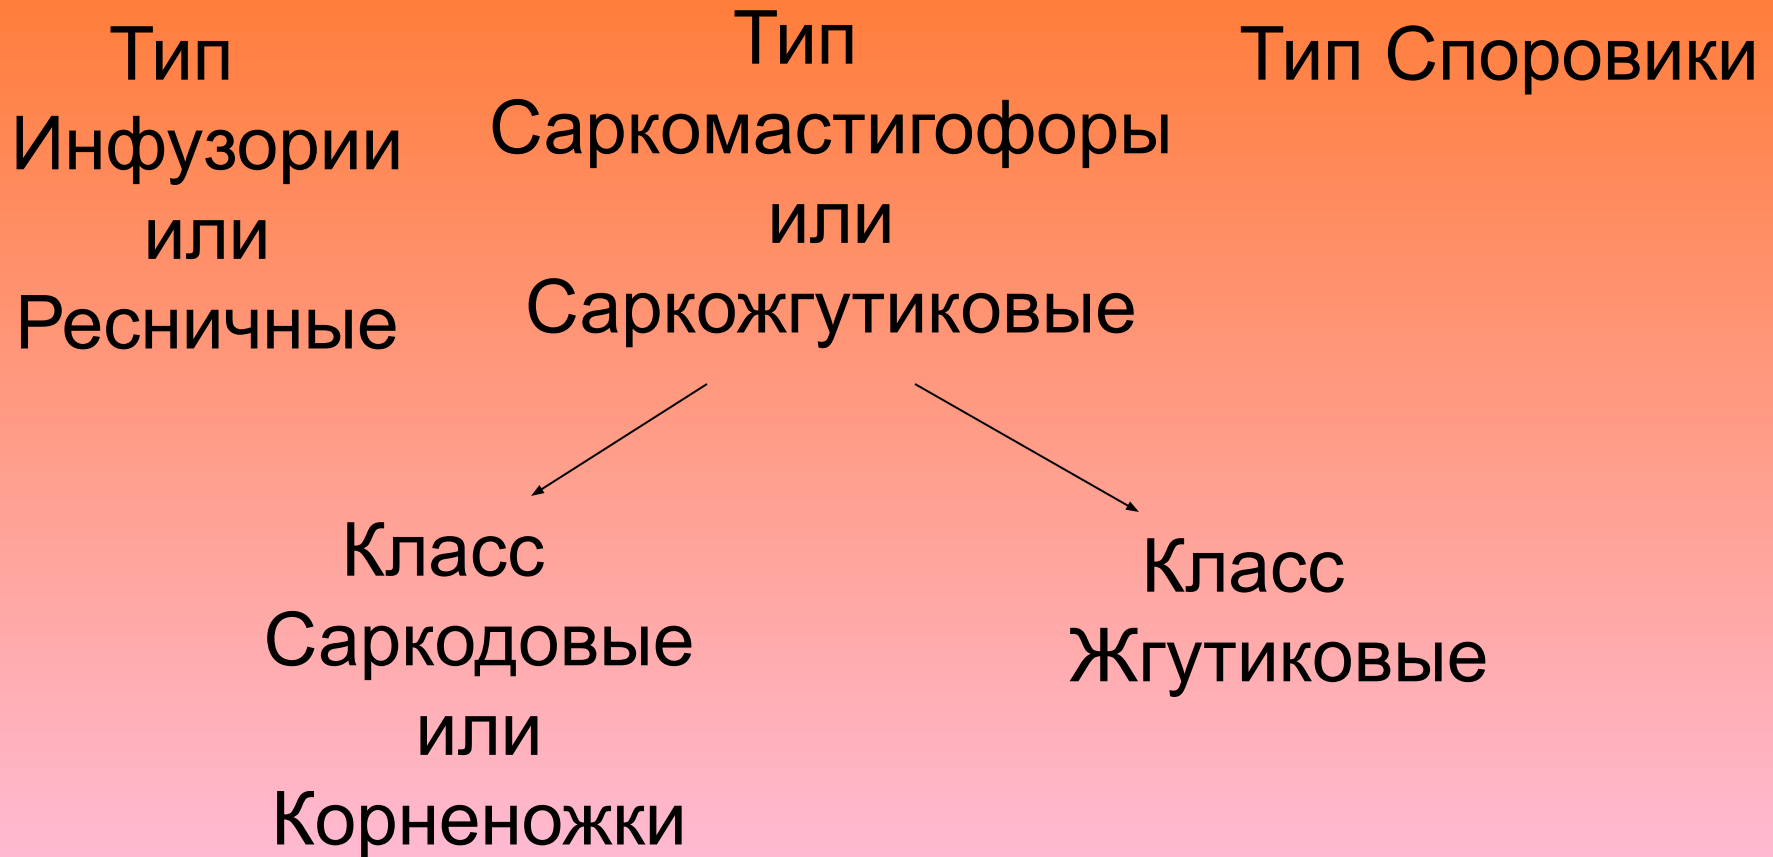 Тип
Инфузории
или
Ресничные
Тип
Саркомастигофоры
или
Саркожгутиковые
Тип Споровики
Класс
Саркодовые
или
Корненожки
Класс
Жгутиковые